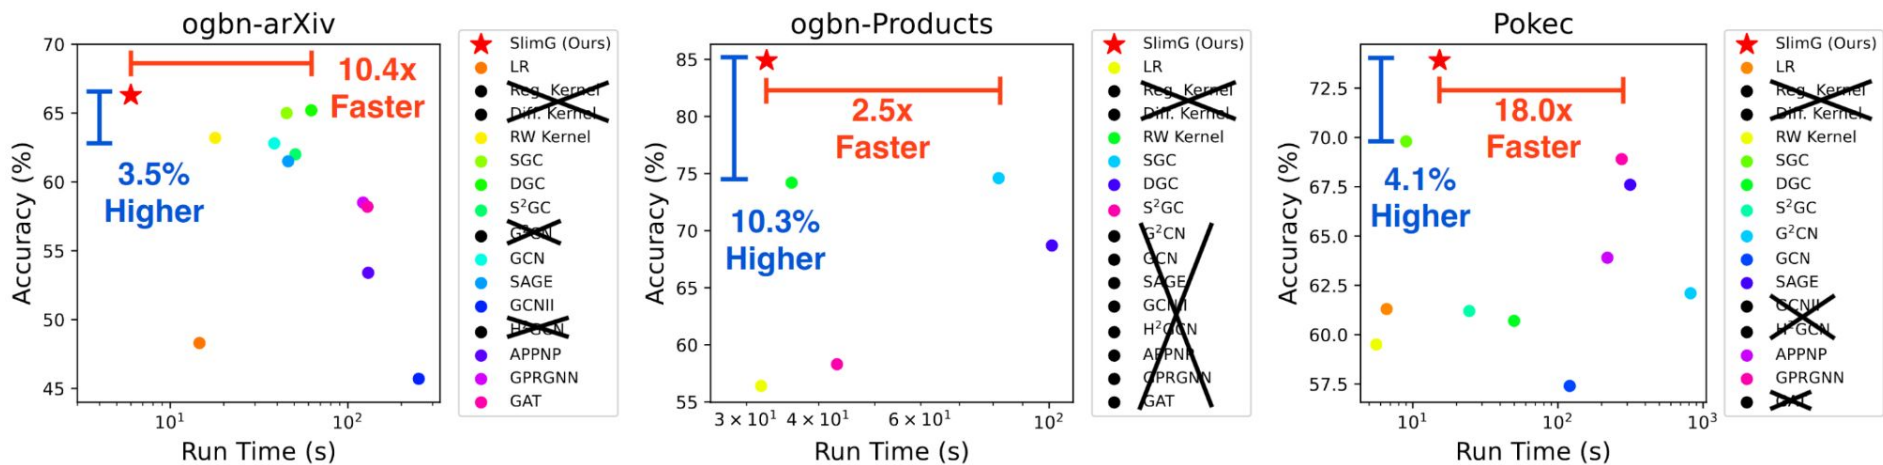 ogbn-arXiv
Accuracy (%)
70
65
60
55
50
45
10.4x
Faster
3.5%
Higher
10¹
10²
Run Time (s)
SlimG (Ours)
LR
Reg. Kernel
Diff. Kernel
RW Kernel
SGC
DGC
S²GC
G²CN
GCN
SAGE
GCNII
H²GCN
APPNP
GPRGNN
GAT
ogbn-Products
Accuracy (%)
85
80
75
70
65
60
55
2.5x
Faster
10.3%
Higher
3 × 10¹
4 × 10¹
6 × 10¹
10²
Run Time (s)
SlimG (Ours)
LR
Reg. Kernel
Diff. Kernel
RW Kernel
SGC
DGC
S²GC
G²CN
GCN
SAGE
GCNII
H²GCN
APPNP
GPRGNN
GAT
Pokec
Accuracy (%)
72.5
70.0
67.5
65.0
62.5
60.0
57.5
18.0x
Faster
4.1%
Higher
10¹
10²
10³
Run Time (s)
SlimG (Ours)
LR
Reg. Kernel
Diff. Kernel
RW Kernel
SGC
DGC
S²GC
G²CN
GCN
SAGE
GCNII
H²GCN
APPNP
GPRGNN
GAT